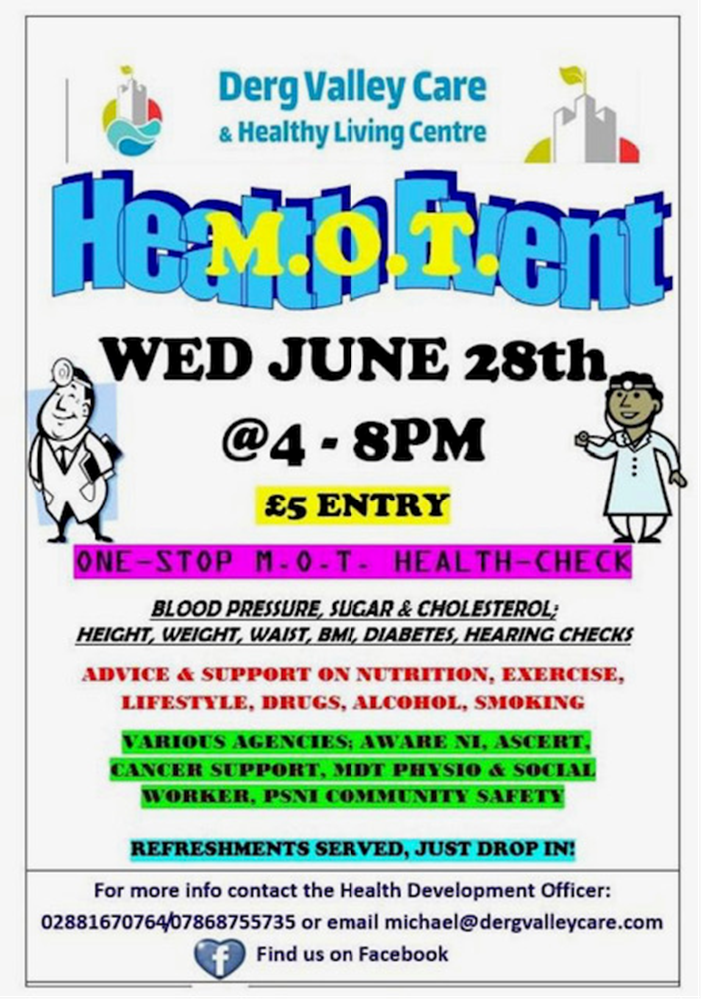 Derg Valley Care
& Healthy Living Centre
Health Event
M.O.T.
WED JUNE 28th
@4 - 8PM
£5 ENTRY
ONE-STOP M.O.T. HEALTH-CHECK
BLOOD PRESSURE, SUGAR & CHOLESTEROL;
HEIGHT, WEIGHT, WAIST, BMI, DIABETES, HEARING CHECKS
ADVICE & SUPPORT ON NUTRITION, EXERCISE,
LIFESTYLE, DRUGS, ALCOHOL, SMOKING
VARIOUS AGENCIES; AWARE NI, ASCERT,
CANCER SUPPORT, MDT PHYSIO & SOCIAL
WORKER, PSNI COMMUNITY SAFETY
REFRESHMENTS SERVED, JUST DROP IN!
For more info contact the Health Development Officer:
02881670764/07868755735 or email michael@dergvalleycare.com
f Find us on Facebook